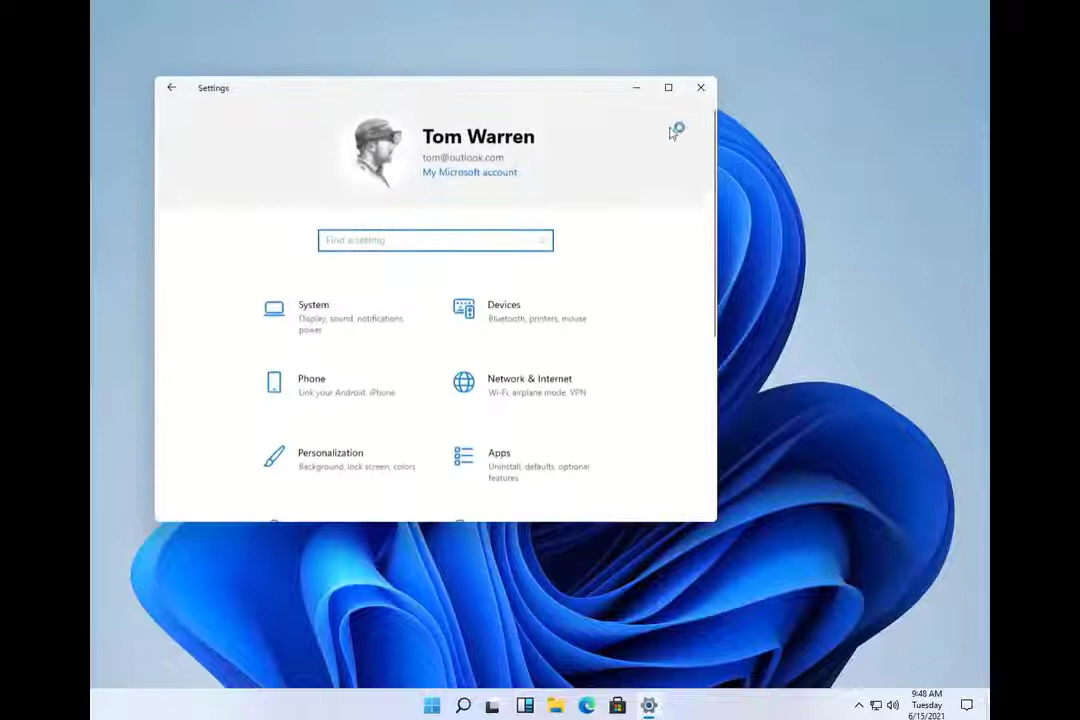 Settings
Tom Warren
tom@outlook.com
My Microsoft account
Find a setting
System
Display, sound, notifications
power
Devices
Bluetooth, printers, mouse
Phone
Link your Android, iPhone
Network & Internet
Wi-Fi, airplane mode, VPN
Personalization
Background, lock screen, colors
Apps
Uninstall, defaults, optional
features
9:48 AM
Tuesday
6/15/2021